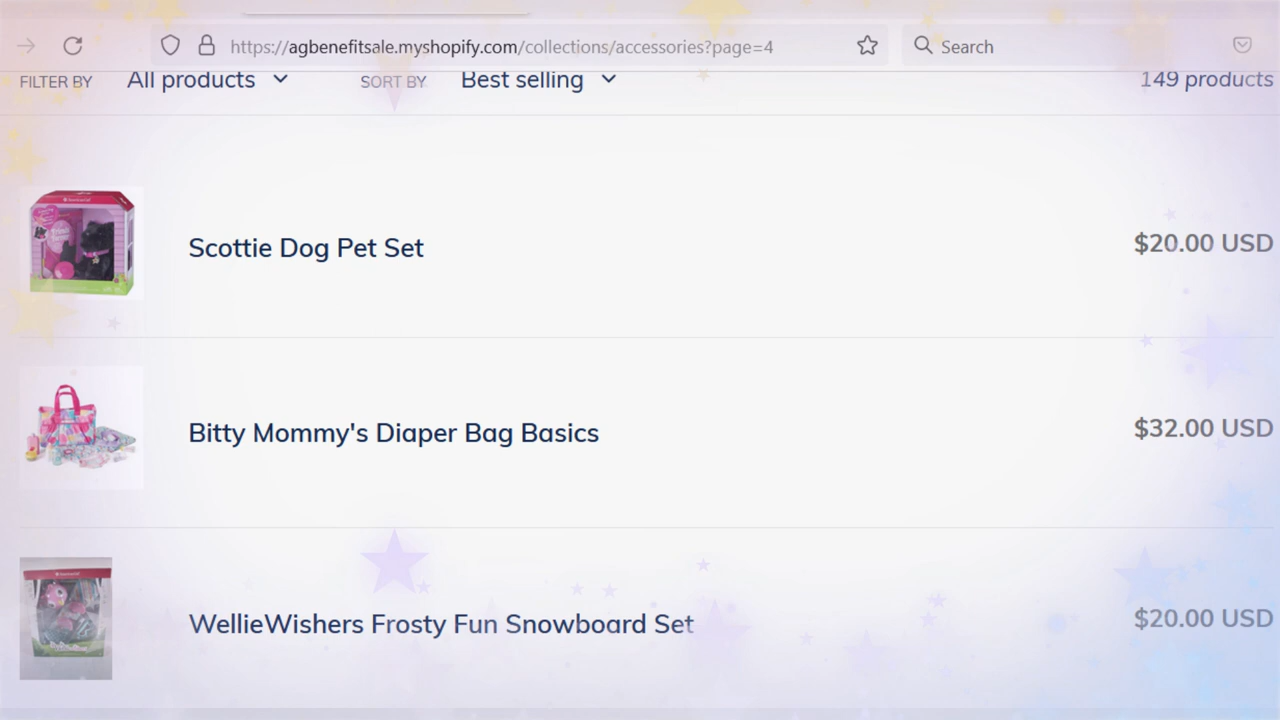 https://agbenefitsale.myshopify.com/collections/accessories?page=4
Search
FILTER BY All products SORT BY Best selling 149 products
Scottie Dog Pet Set $20.00 USD
Bitty Mommy's Diaper Bag Basics $32.00 USD
WellieWishers Frosty Fun Snowboard Set $20.00 USD